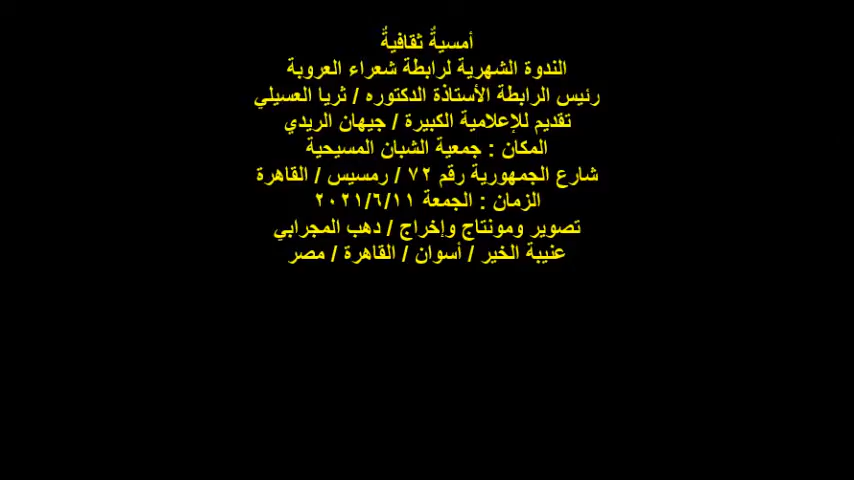 أمسيةٌ ثقافيةٌ
الندوة الشهرية لرابطة شعراء العروبة
رئيس الرابطة الأستاذة الدكتوره / ثريا العسيلي
تقديم للإعلامية الكبيرة / جيهان الريدي
المكان : جمعية الشبان المسيحية
شارع الجمهورية رقم ٧٢ / رمسيس / القاهرة
الزمان : الجمعة ٢٠٢١/٦/١١
تصوير ومونتاج وإخراج / دهب المجرابي
عنيبة الخير / أسوان / القاهرة / مصر